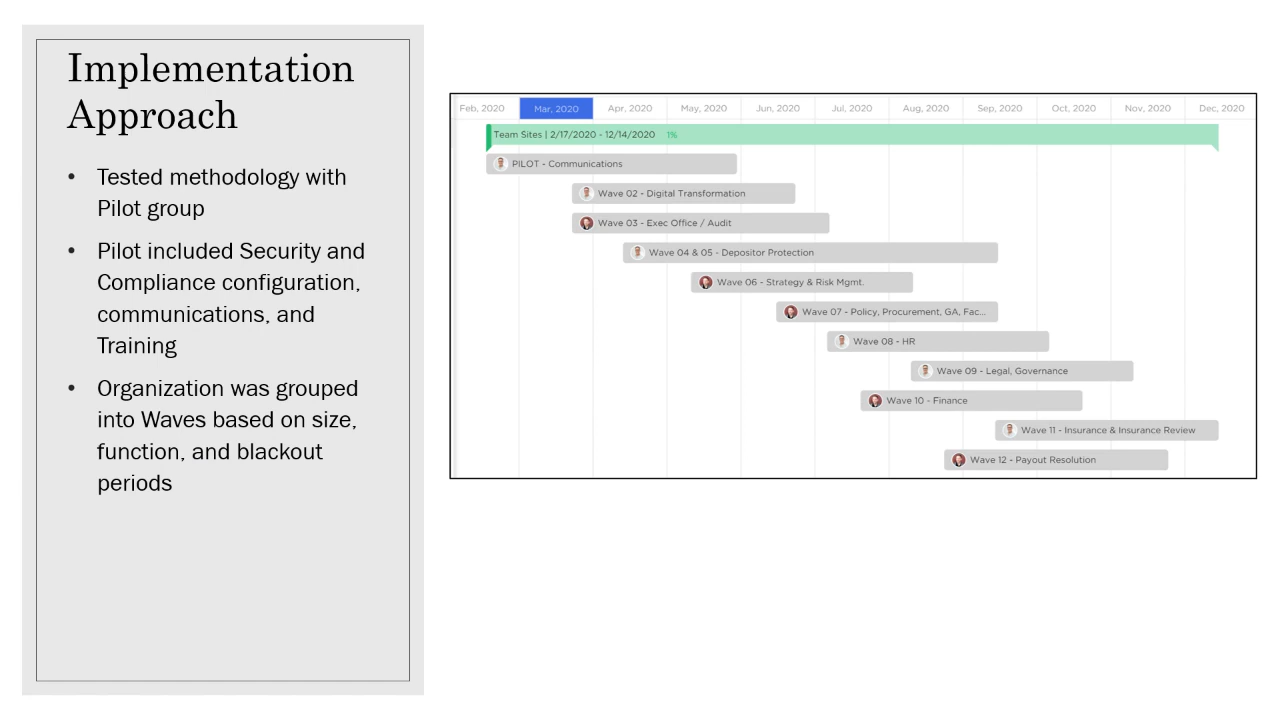 Implementation
Approach
• Tested methodology with
Pilot group
• Pilot included Security and
Compliance configuration,
communications, and
Training
• Organization was grouped
into Waves based on size,
function, and blackout
periods
Feb, 2020 Mar, 2020 Apr, 2020 May, 2020 Jun, 2020 Jul, 2020 Aug, 2020 Sep, 2020 Oct, 2020 Nov, 2020 Dec, 2020
Team Sites | 2/17/2020 - 12/14/2020 1%
PILOT - Communications
Wave 02 - Digital Transformation
Wave 03 - Exec Office / Audit
Wave 04 & 05 - Depositor Protection
Wave 06 - Strategy & Risk Mgmt.
Wave 07 - Policy, Procurement, GA, Fac...
Wave 08 - HR
Wave 09 - Legal, Governance
Wave 10 - Finance
Wave 11 - Insurance & Insurance Review
Wave 12 - Payout Resolution